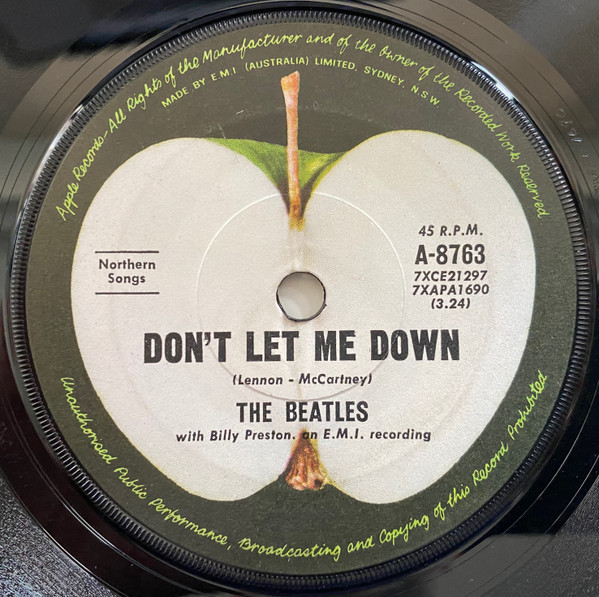 Apple Records-All Rights of the Manufacturer and of the Owner of the Recorded Work Reserved
MADE BY E.M.I. (AUSTRALIA) LIMITED, SYDNEY, N.S.W
Northern
Songs
45 R.P.M.
A-8763
7XCE21297
7XAPA1690
(3.24)
DON'T LET ME DOWN
(Lennon - McCartney)
THE BEATLES
with Billy Preston. an E.M.I. recording
Unauthorised Public Performance, Broadcasting and Copying of this Record Prohibited